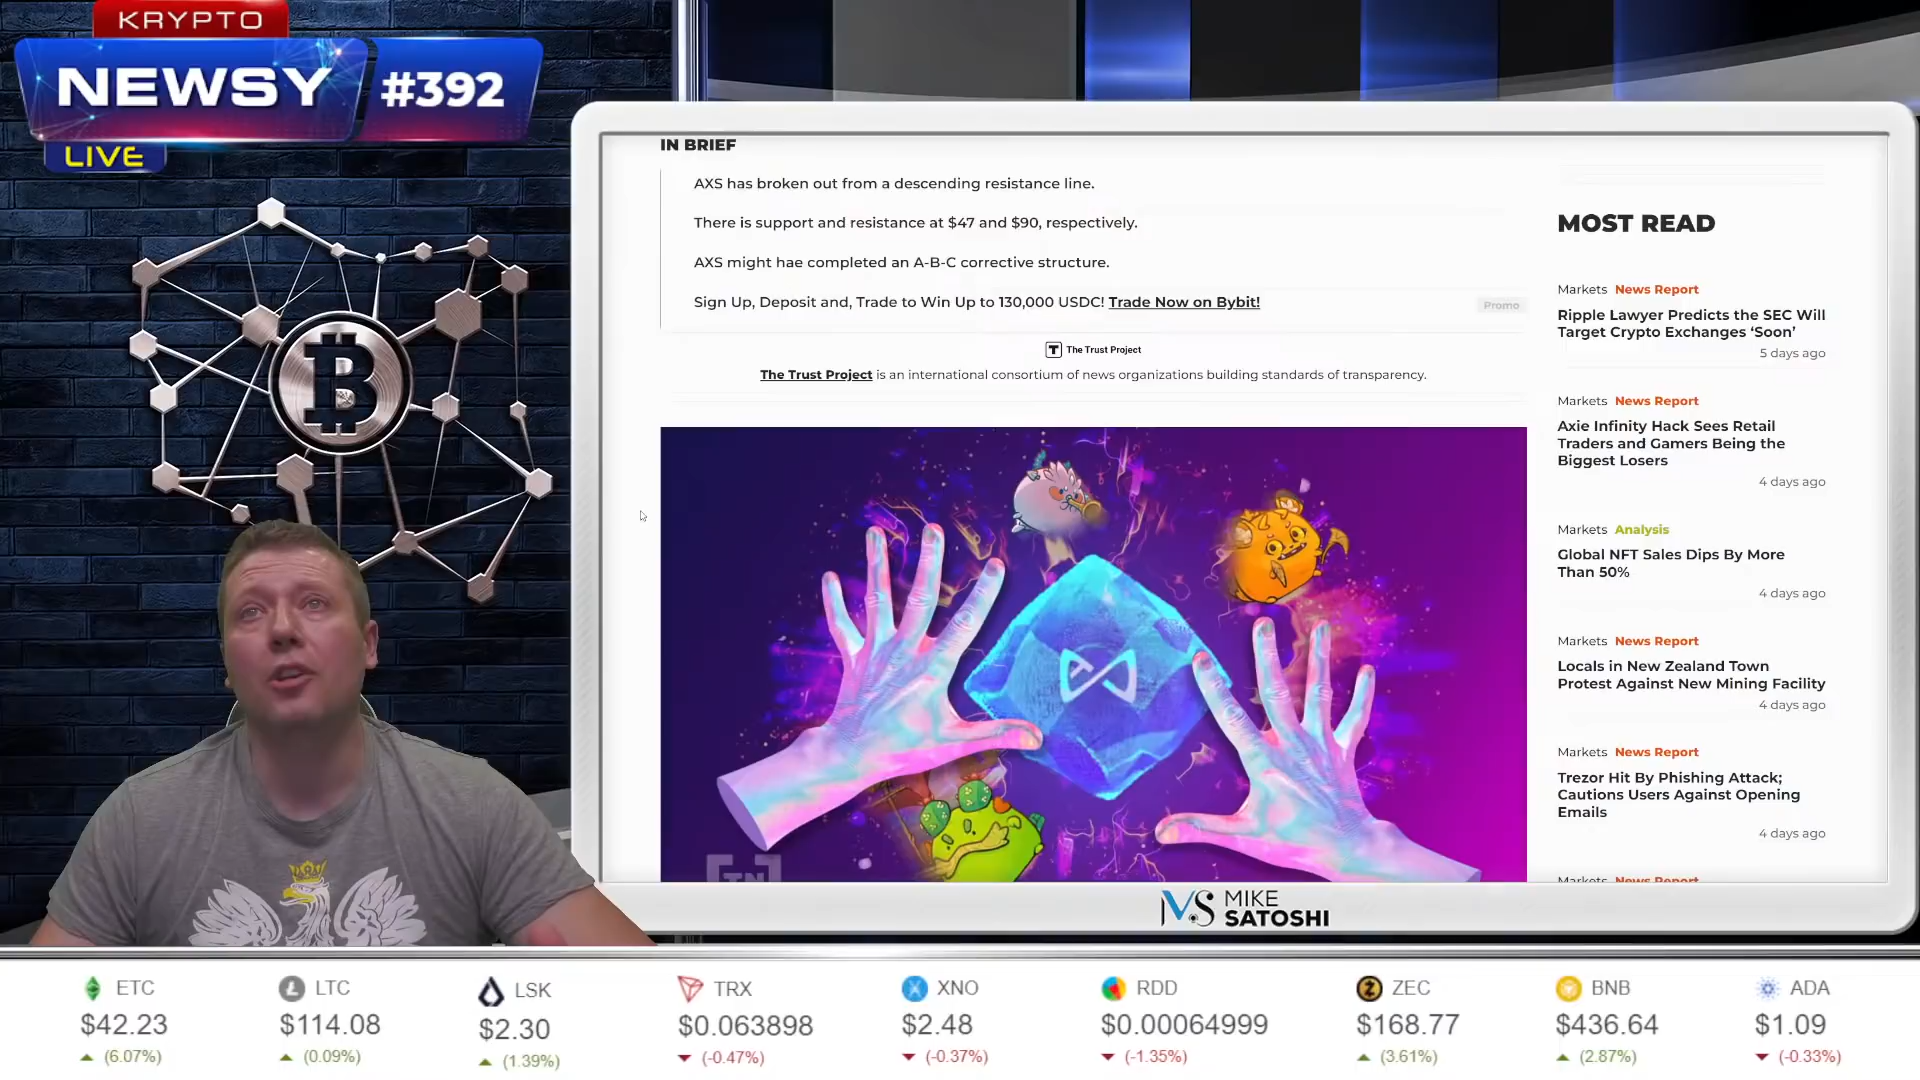 KRYPTO
NEWSY #392
LIVE
IN BRIEF
AXS has broken out from a descending resistance line.
There is support and resistance at $47 and $90, respectively.
AXS might hae completed an A-B-C corrective structure.
Sign Up, Deposit and, Trade to Win Up to 130,000 USDC! Trade Now on Bybit!
Promo
T The Trust Project
The Trust Project is an international consortium of news organizations building standards of transparency.
MOST READ
Markets News Report
Ripple Lawyer Predicts the SEC Will
Target Crypto Exchanges ‘Soon’
5 days ago
Markets News Report
Axie Infinity Hack Sees Retail
Traders and Gamers Being the
Biggest Losers
4 days ago
Markets Analysis
Global NFT Sales Dips By More
Than 50%
4 days ago
Markets News Report
Locals in New Zealand Town
Protest Against New Mining Facility
4 days ago
Markets News Report
Trezor Hit By Phishing Attack;
Cautions Users Against Opening
Emails
4 days ago
Markets News Report
MS MIKE
SATOSHI
ETC LTC LSK TRX XNO RDD ZEC BNB ADA
$42.23 $114.08 $2.30 $0.063898 $2.48 $0.00064999 $168.77 $436.64 $1.09
(6.07%) (0.09%) (1.39%) (-0.47%) (-0.37%) (-1.35%) (3.61%) (2.87%) (-0.33%)